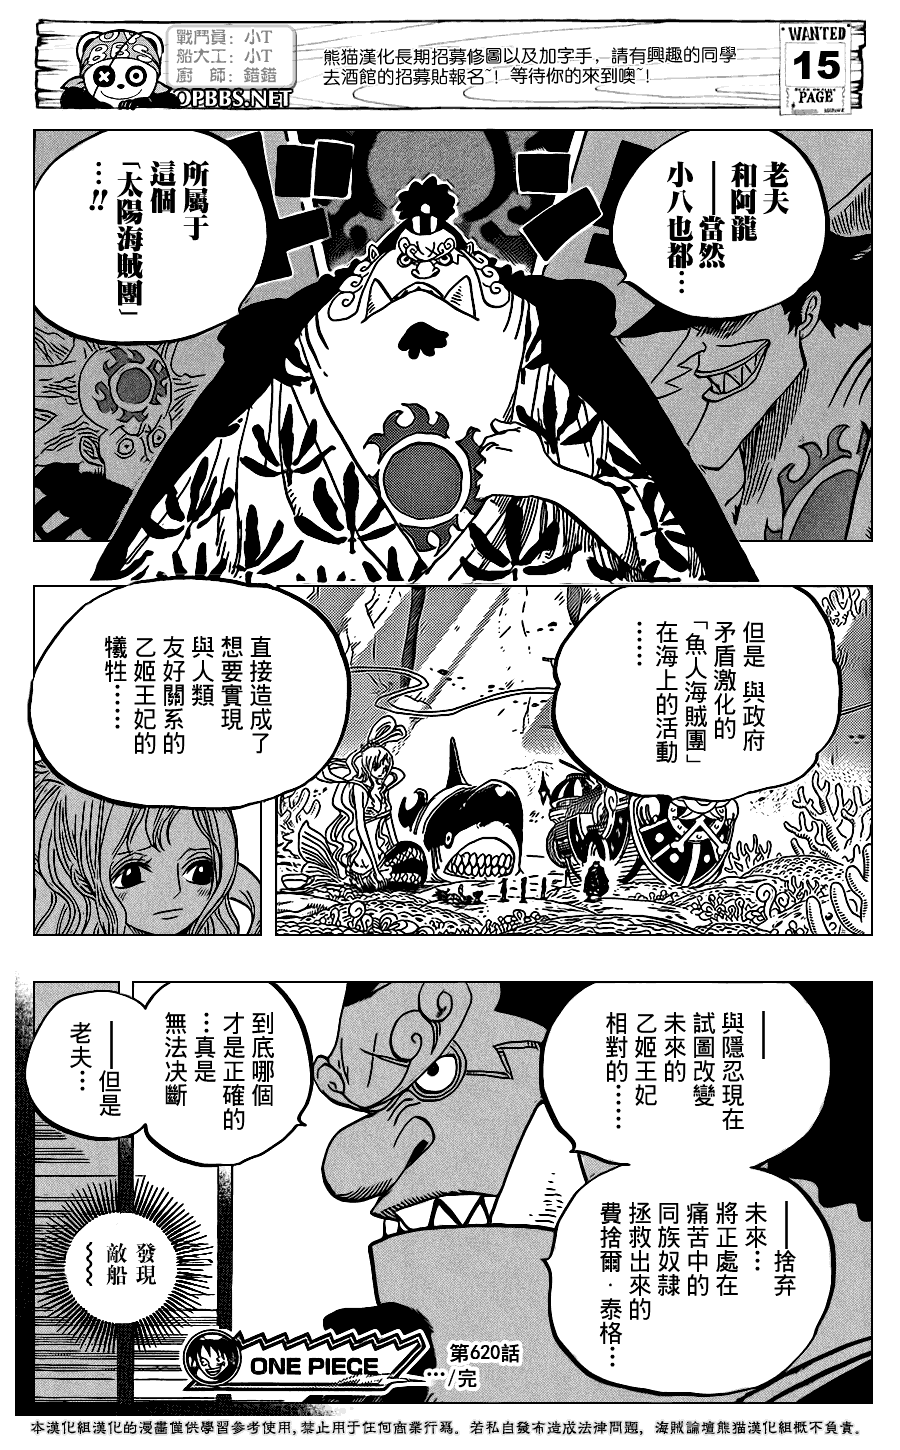 戰鬥員：小T
船大工：小T
廚　師：錯錯
OPBBS.NET
熊猫漢化長期招募修圖以及加字手，請有興趣的同學
去酒館的招募貼報名~！等待你的來到噢~！
WANTED
15
PAGE
老夫
和阿龍
——當然
小八也都…
所屬于
這個
「太陽海賊團」
…!!
但是 與政府
矛盾激化的
「魚人海賊團」
在海上的活動
……
直接造成了
想要實現
與人類
友好關系的
乙姬王妃的
犧牲……
——
與隱忍現在
試圖改變
未來的
乙姬王妃
相對的……
——捨弃
未來…
將正處在
痛苦中的
同族奴隸
拯救出來的
費捨爾·泰格…
到底哪個
才是正確的
…真是
無法决斷
——但是
老夫…
發現
敵船
~~
ONE PIECE
第620話
…/完
本漢化組漢化的漫畫僅供學習參考使用,禁止用于任何商業行爲。若私自發布造成法律問題，海賊論壇熊猫漢化組概不負責。